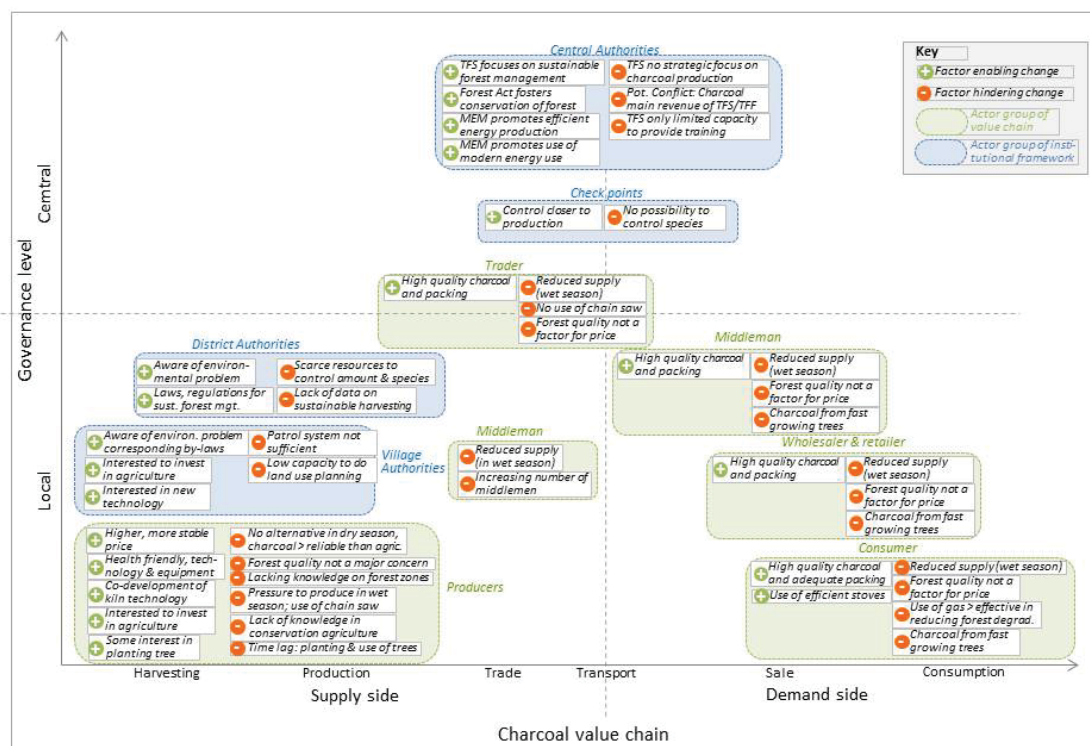 Central Authorities
TFS focuses on sustainable
forest management
Forest Act fosters
conservation of forest
MEM promotes efficient
energy production
MEM promotes use of
modern energy use
TFS no strategic focus on
charcoal production
Pot. Conflict: Charcoal
main revenue of TFS/TFF
TFS only limited capacity
to provide training
Key
Factor enabling change
Factor hindering change
Actor group of
value chain
Actor group of insti-
tutional framework
Check points
Control closer to
production
No possibility to
control species
Trader
High quality charcoal
and packing
Reduced supply
(wet season)
No use of chain saw
Forest quality not a
factor for price
District Authorities
Aware of environ-
mental problem
Laws, regulations for
sust. forest mgt.
Scarce resources to
control amount & species
Lack of data on
sustainable harvesting
Middleman
High quality charcoal
and packing
Reduced supply
(wet season)
Forest quality not a
factor for price
Charcoal from fast
growing trees
Village
Authorities
Aware of environ. problem
corresponding by-laws
Interested to invest
in agriculture
Interested in new
technology
Patrol system not
sufficient
Low capacity to do
land use planning
Middleman
Reduced supply
(in wet season)
Increasing number of
middlemen
Wholesaler & retailer
High quality charcoal
and packing
Reduced supply
(wet season)
Forest quality not a
factor for price
Charcoal from fast
growing trees
Producers
Higher, more stable
price
Health friendly, tech-
nology & equipment
Co-development of
kiln technology
Interested to invest
in agriculture
Some interest in
planting tree
No alternative in dry season,
charcoal > reliable than agric.
Forest quality not a major concern
Lacking knowledge on forest zones
Pressure to produce in wet
season; use of chain saw
Lack of knowledge in
conservation agriculture
Time lag: planting & use of trees
Consumer
High quality charcoal
and adequate packing
Use of efficient stoves
Reduced supply (wet season)
Forest quality not a
factor for price
Use of gas > effective in
reducing forest degrad.
Charcoal from fast
growing trees
Governance level
Cemtral
Local
Harvesting
Production
Trade
Transport
Sale
Consumption
Supply side
Demand side
Charcoal value chain